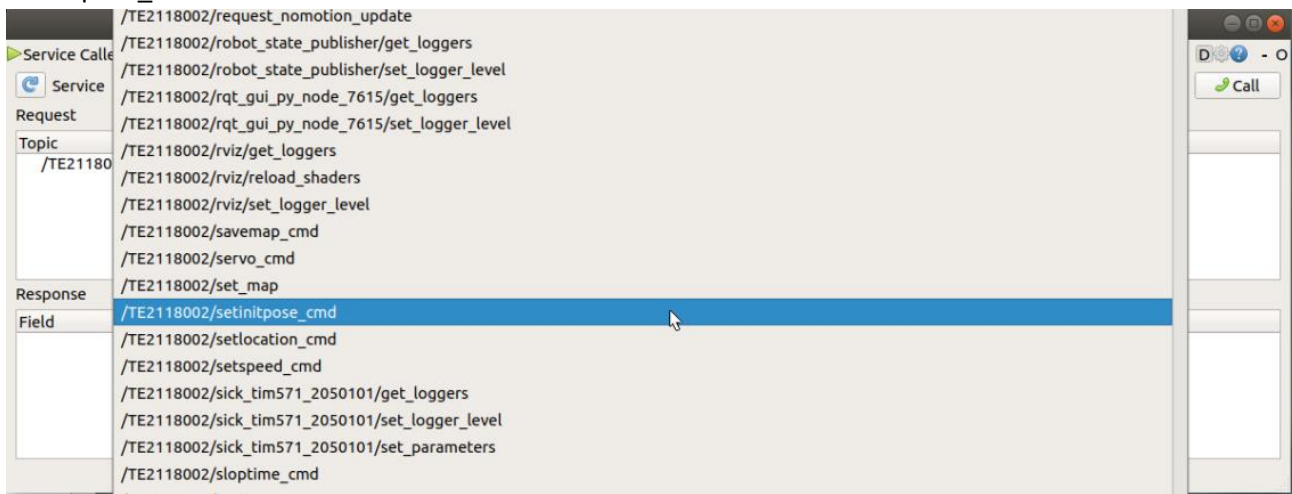 /TE2118002/request_nomotion_update
Service Calle
/TE2118002/robot_state_publisher/get_loggers
D - O
/TE2118002/robot_state_publisher/set_logger_level
Service
Call
/TE2118002/rqt_gui_py_node_7615/get_loggers
Request
/TE2118002/rqt_gui_py_node_7615/set_logger_level
Topic
/TE2118002/rviz/get_loggers
/TE21180
/TE2118002/rviz/reload_shaders
/TE2118002/rviz/set_logger_level
/TE2118002/savemap_cmd
/TE2118002/servo_cmd
/TE2118002/set_map
Response
/TE2118002/setinitpose_cmd
Field
/TE2118002/setlocation_cmd
/TE2118002/setspeed_cmd
/TE2118002/sick_tim571_2050101/get_loggers
/TE2118002/sick_tim571_2050101/set_logger_level
/TE2118002/sick_tim571_2050101/set_parameters
/TE2118002/sloptime_cmd